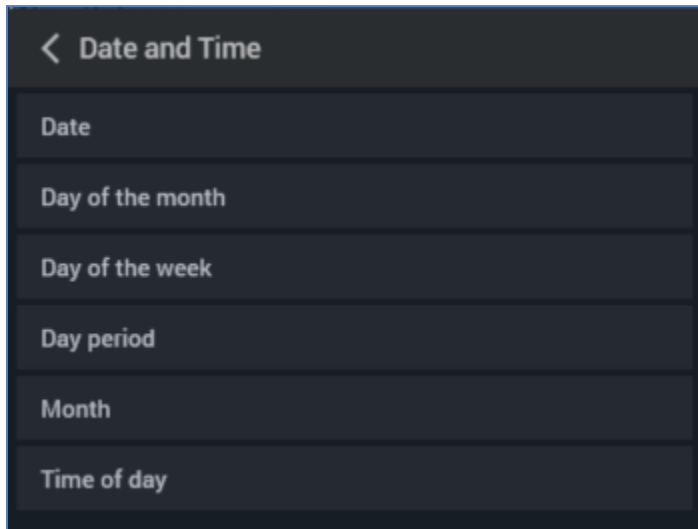 Date and Time
Date
Day of the month
Day of the week
Day period
Month
Time of day